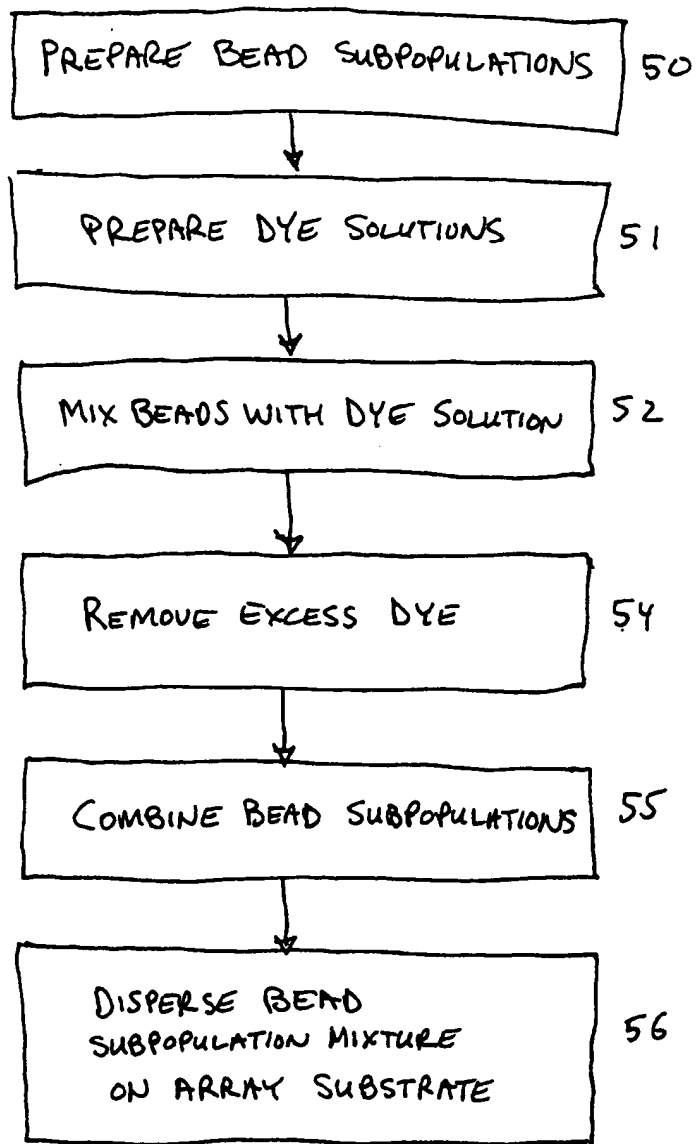 PREPARE BEAD SUBPOPULATIONS 50
PREPARE DYE SOLUTIONS 51
MIX BEADS WITH DYE SOLUTION 52
REMOVE EXCESS DYE 54
COMBINE BEAD SUBPOPULATIONS 55
DISPERSE BEAD
SUBPOPULATION MIXTURE 56
ON ARRAY SUBSTRATE